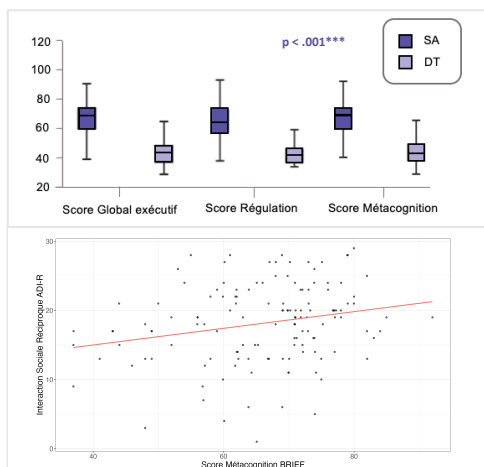 p < .001***
SA
DT
120
100
80
60
40
20
Score Global exécutif Score Régulation Score Métacognition
30
20
10
0
Interaction Sociale Réciproque ADI-R
40 60 80
Score Métacognition BRIEF